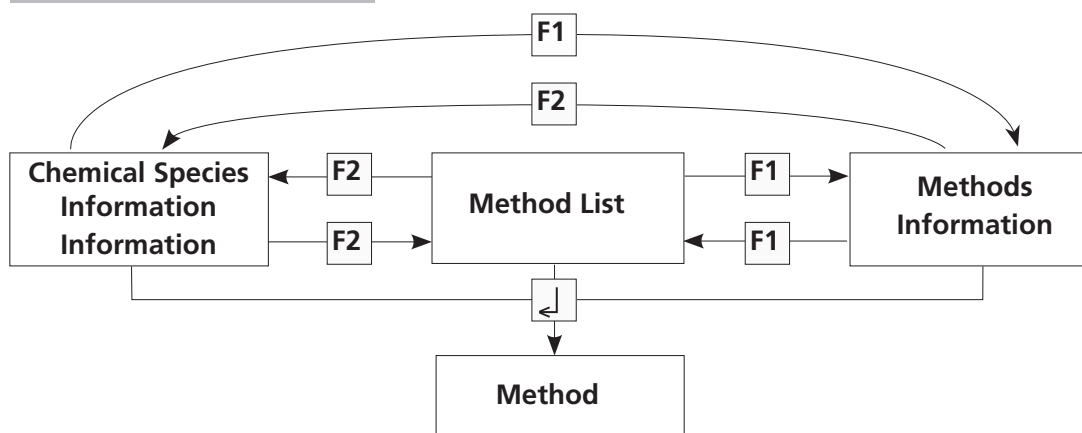 F1
F2
Chemical Species
Information
Information
F2
F2
Method List
F1
F1
Methods
Information
Method